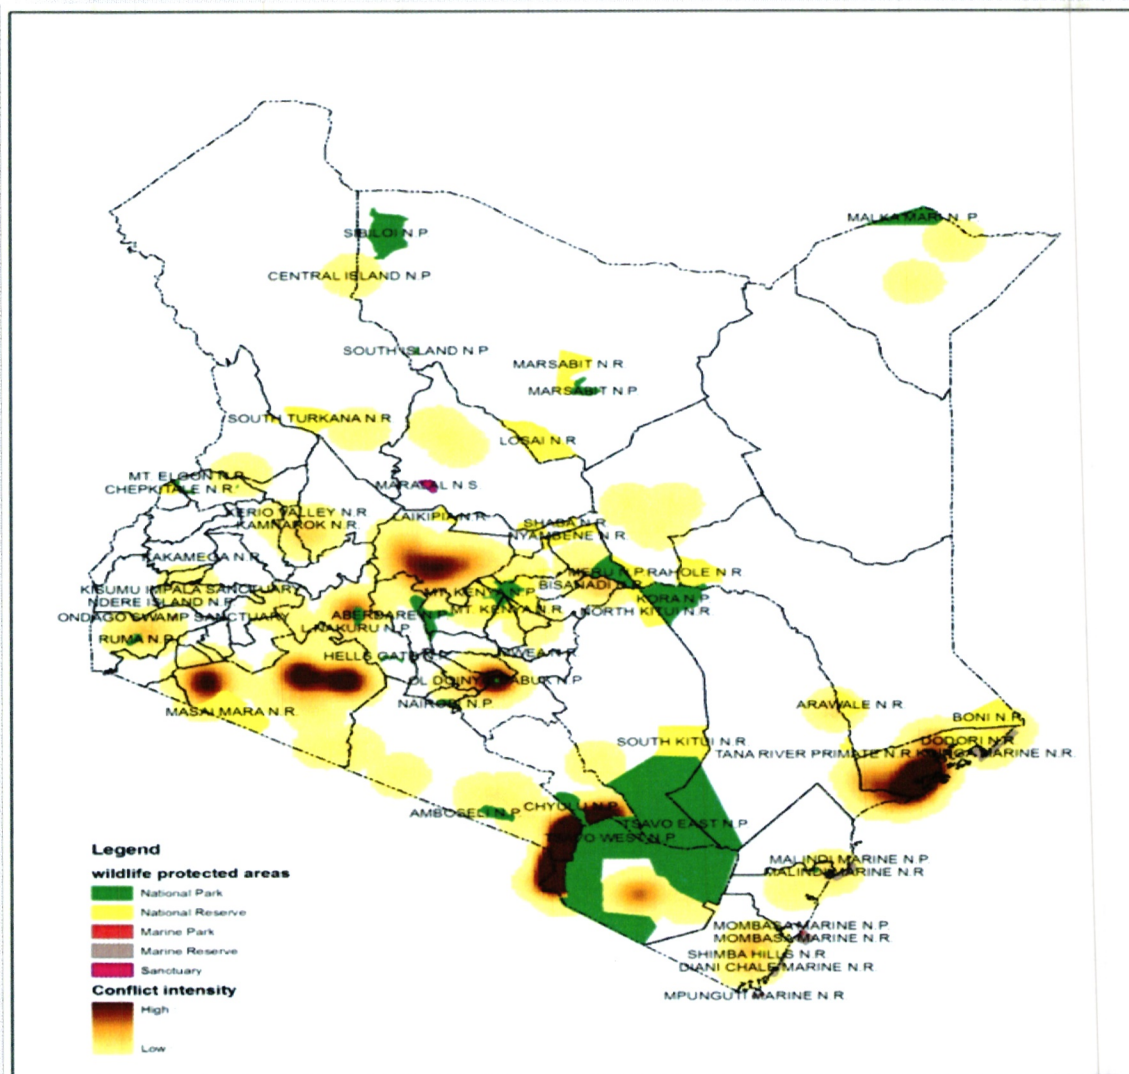 MALKA MARI N. P
SIBILOI N.P
CENTRAL ISLAND N.P
SOUTH ISLAND N P
MARSABIT N R
MARSABIT N P
SOUTH TURKANA N R
LOSAI N.R
MT. ELGON N.P.
CHEPKITALE N.R.
MARALAL N S.
KERIO VALLEY N.R
KAMNAROK N.R.
LAIKIPIA N.R
SHABA N.R
NYAMBENE N.R.
KAKAMEGA N.R.
MERU N.P RAHOLE N R
BISANADI N.R.
KISUMU IMPALA SANCTUARY
MT. KENYA N.P
KORA N.P
NDERE ISLAND N.P
MT. KENYA N.R.
NORTH KITUI N.R.
ONDAGO SWAMP SANCTUARY
ABERDARE N.P
L.NAKURU N.P
RUMA N.P
HELLS GATE N.P.
MWEA N R
OL DOINYO SABUK N.P
NAIROBI N.P.
MASAI MARA N.R.
ARAWALE N.R
BONI N.P
SOUTH KITUI N.R
DODORI N.R
TANA RIVER PRIMATE N.R KIUNGA MARINE N.R.
AMBOSELI N.P.
CHYULU N.P.
TSAVO EAST N.P
TSAVO WEST N.P
MALINDI MARINE N.P
MALINDI MARINE N.R
MOMBASA MARINE N.P.
MOMBASA MARINE N R
SHIMBA HILLS N R
DIANI CHALE MARINE N R
MPUNGUTI MARINE N R
Legend
wildlife protected areas
National Park
National Reserve
Marine Park
Marine Reserve
Sanctuary
Conflict intensity
High
Low